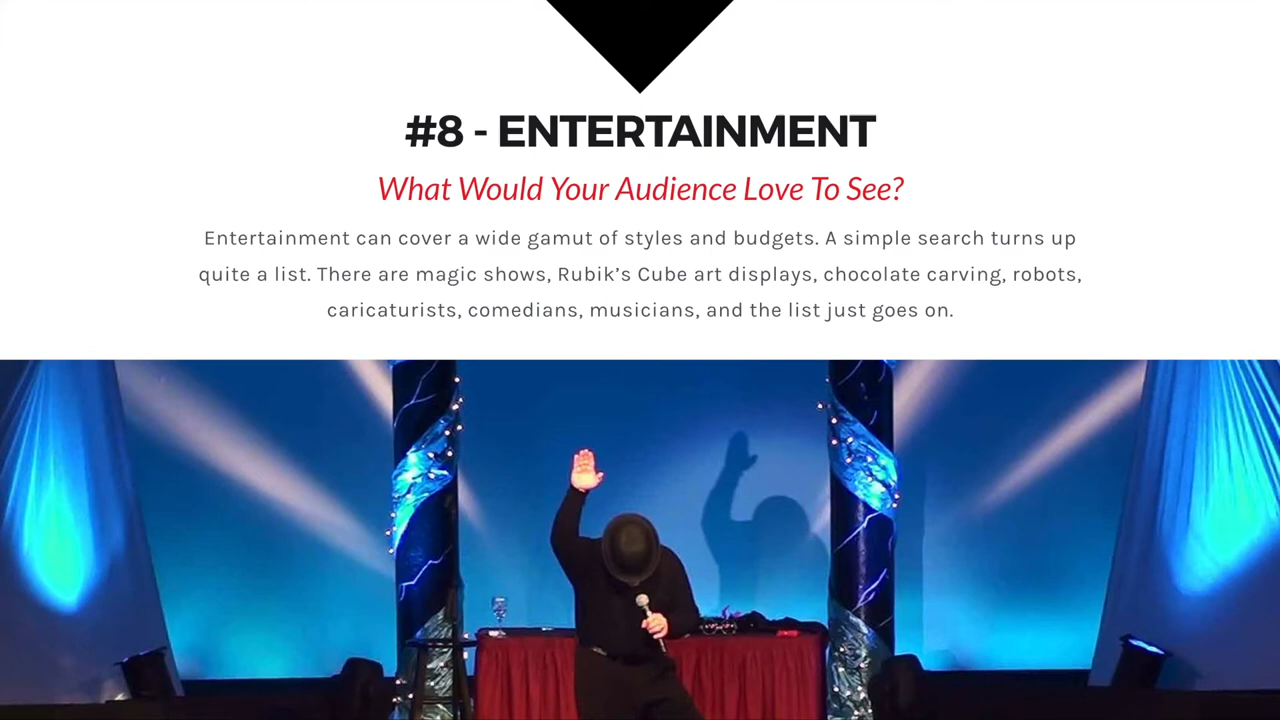 #8 - ENTERTAINMENT
What Would Your Audience Love To See?
Entertainment can cover a wide gamut of styles and budgets. A simple search turns up
quite a list. There are magic shows, Rubik’s Cube art displays, chocolate carving, robots,
caricaturists, comedians, musicians, and the list just goes on.